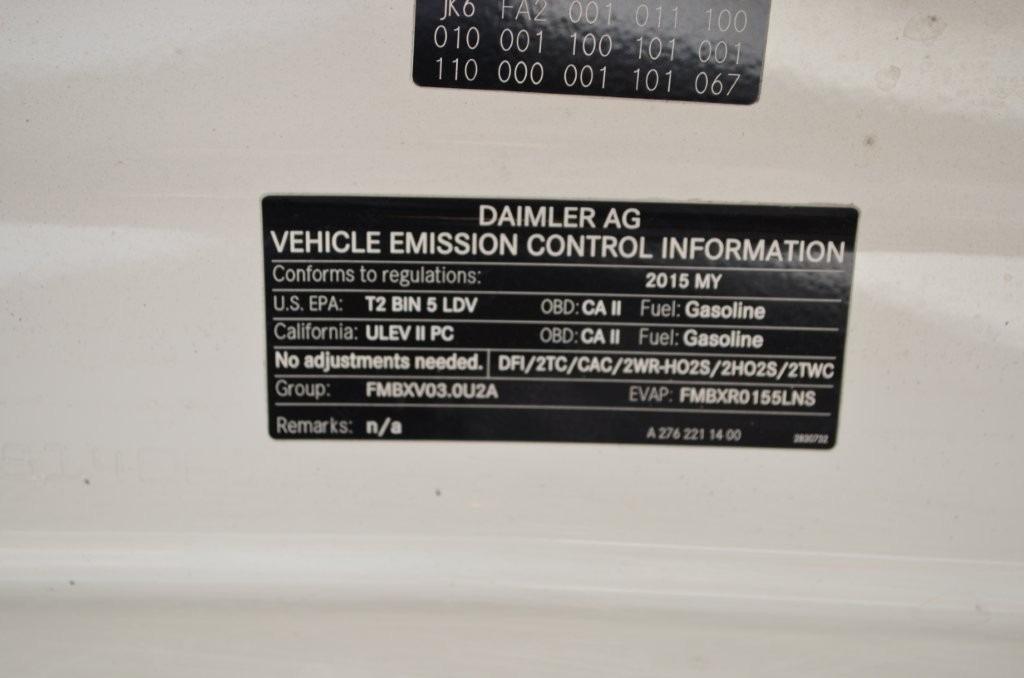 JK6 FA2 001 011 100
010 001 100 101 001
110 000 001 101 067
DAIMLER AG
VEHICLE EMISSION CONTROL INFORMATION
Conforms to regulations: 2015 MY
U.S. EPA: T2 BIN 5 LDV OBD: CA II Fuel: Gasoline
California: ULEV II PC OBD: CA II Fuel: Gasoline
No adjustments needed. DFI/2TC/CAC/2WR-HO2S/2HO2S/2TWC
Group: FMBXV03.0U2A EVAP: FMBXR0155LNS
Remarks: n/a A 276 221 14 00